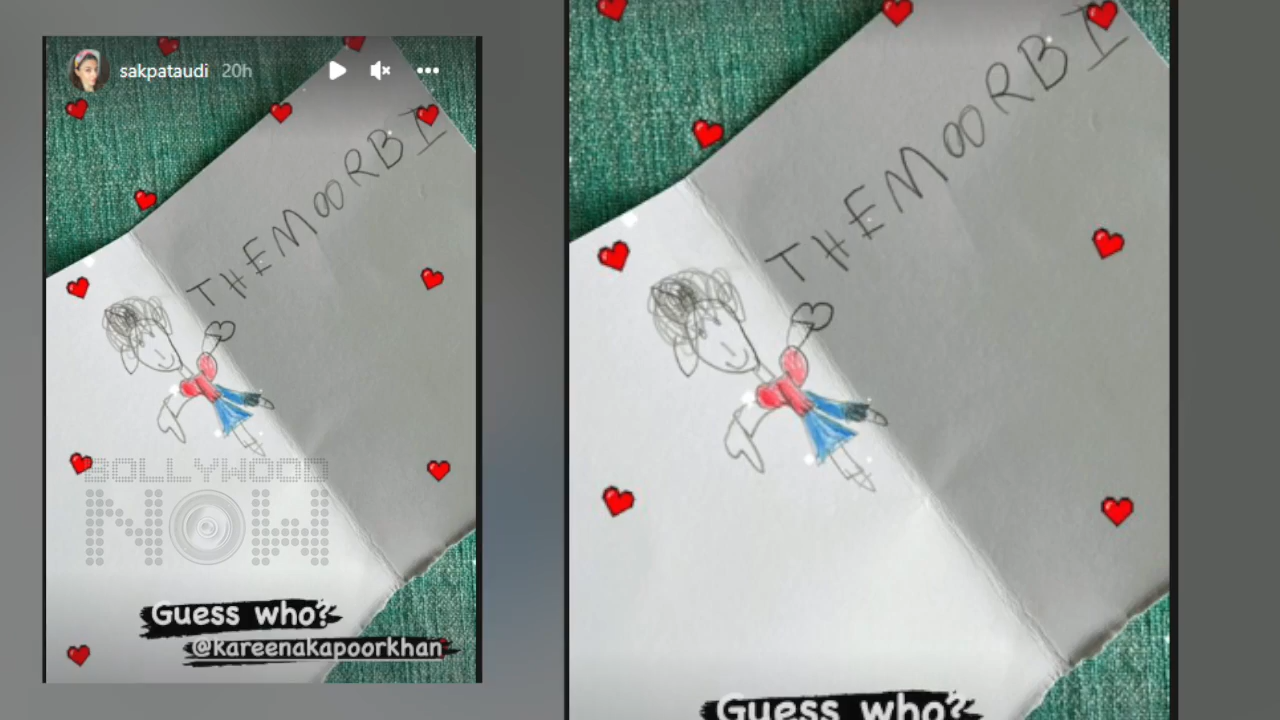 sakpataudi 20h
THEMOORBI
BOLLYWOOD
NOW
Guess who?
@kareenakapoorkhan
THEMOORBI
Guess who?